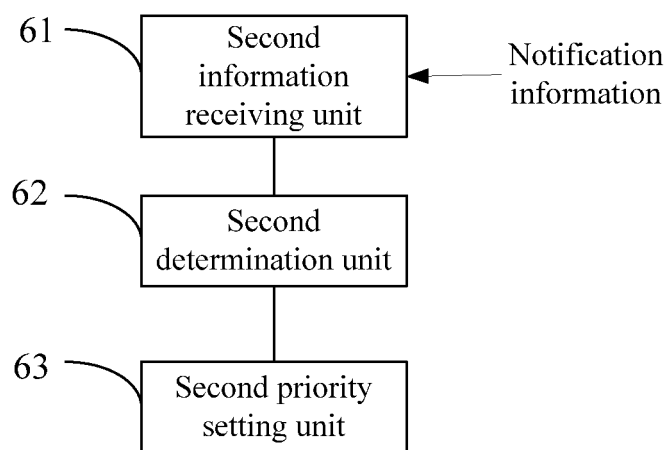 61
Second
information
receiving unit
Notification
information
62
Second
determination unit
63
Second priority
setting unit